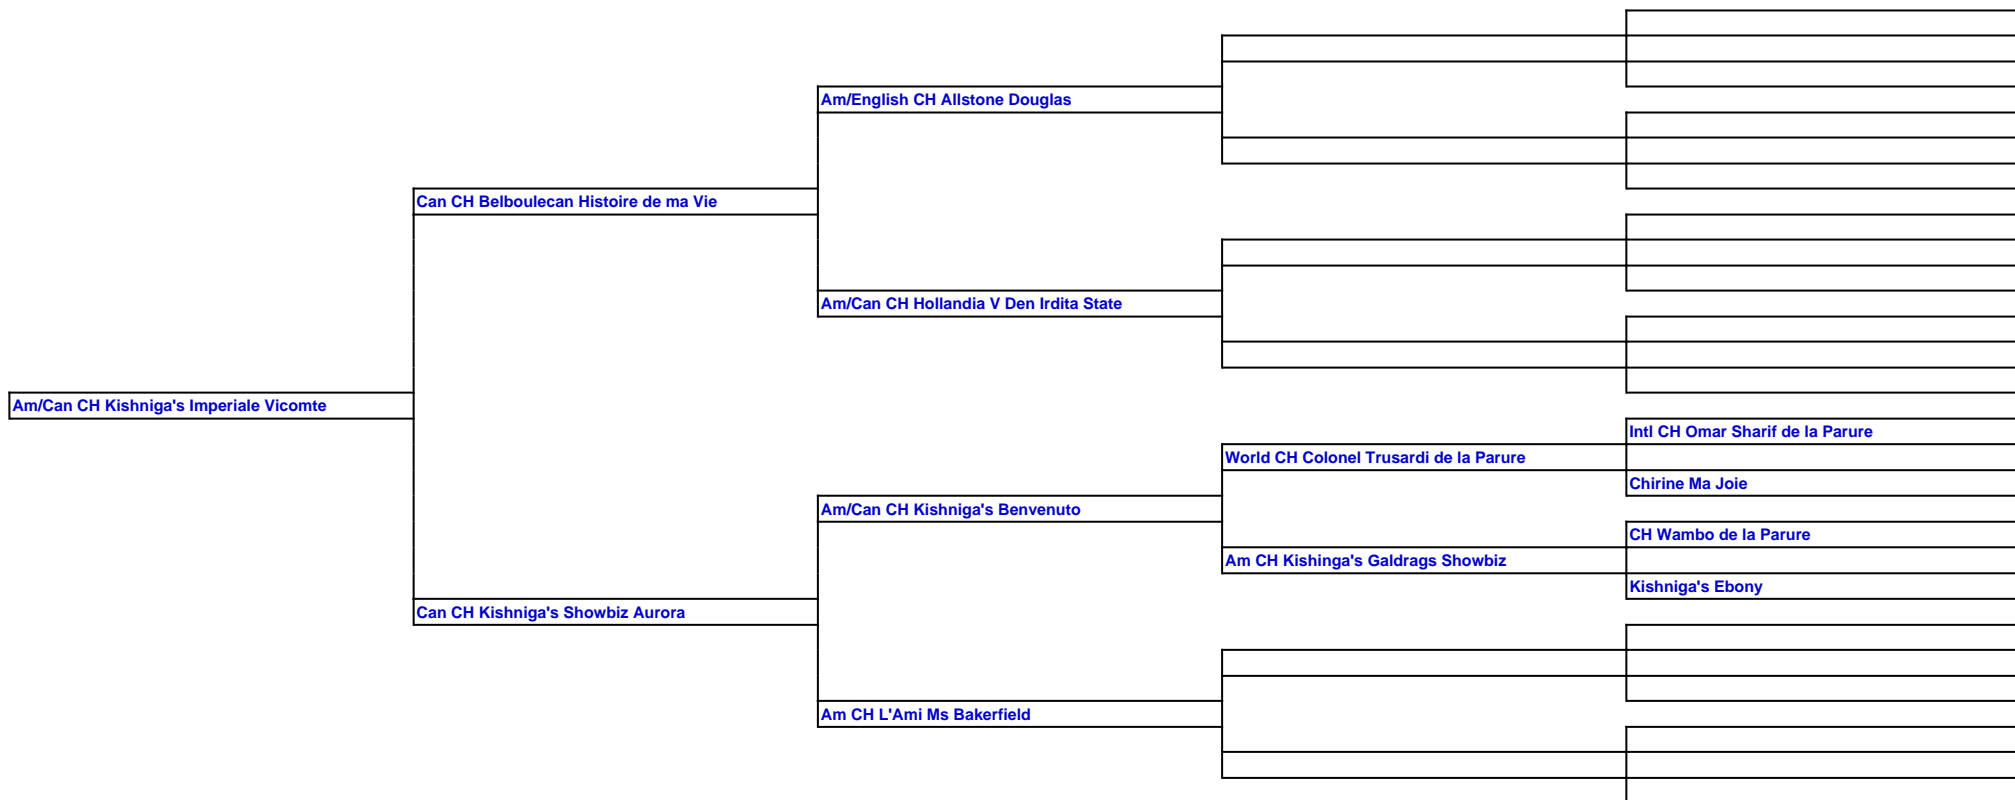 Am/English CH Allstone Douglas
Can CH Belboulecan Histoire de ma Vie
Am/Can CH Hollandia V Den Irdita State
Am/Can CH Kishniga's Imperiale Vicomte
Intl CH Omar Sharif de la Parure
World CH Colonel Trusardi de la Parure
Chirine Ma Joie
Am/Can CH Kishniga's Benvenuto
CH Wambo de la Parure
Am CH Kishinga's Galdrags Showbiz
Kishniga's Ebony
Can CH Kishniga's Showbiz Aurora
Am CH L'Ami Ms Bakerfield